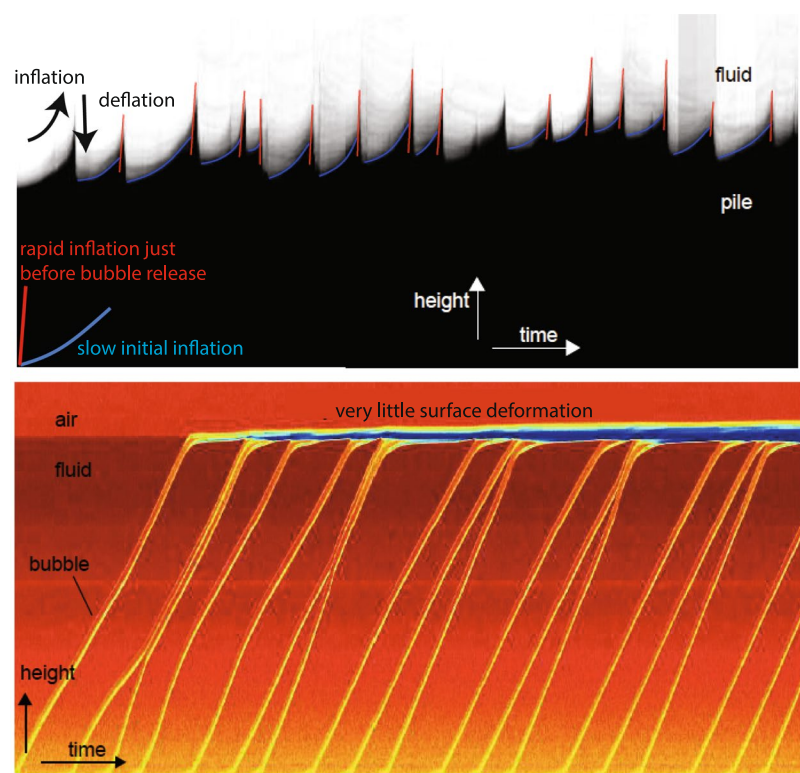 inflation
deflation
fluid
pile
rapid inflation just
before bubble release
height
time
slow initial inflation
very little surface deformation
air
fluid
bubble
height
time